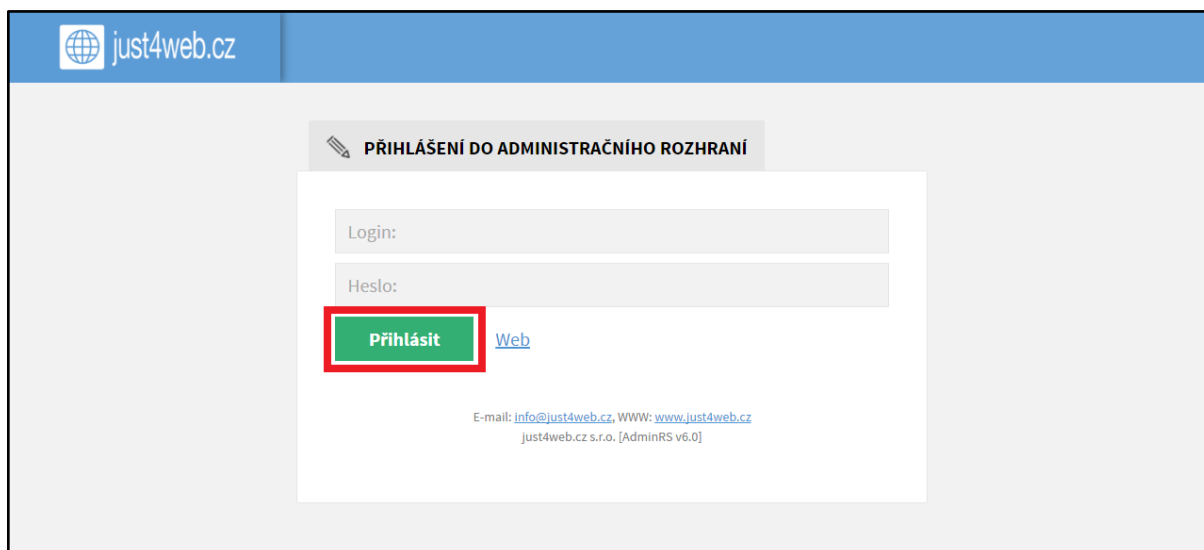 just4web.cz
PŘIHLÁŠENÍ DO ADMINISTRAČNÍHO ROZHRANÍ
Login:
Heslo:
Přihlásit Web
E-mail: info@just4web.cz, WWW: www.just4web.cz
just4web.cz s.r.o. [AdminRS v6.0]